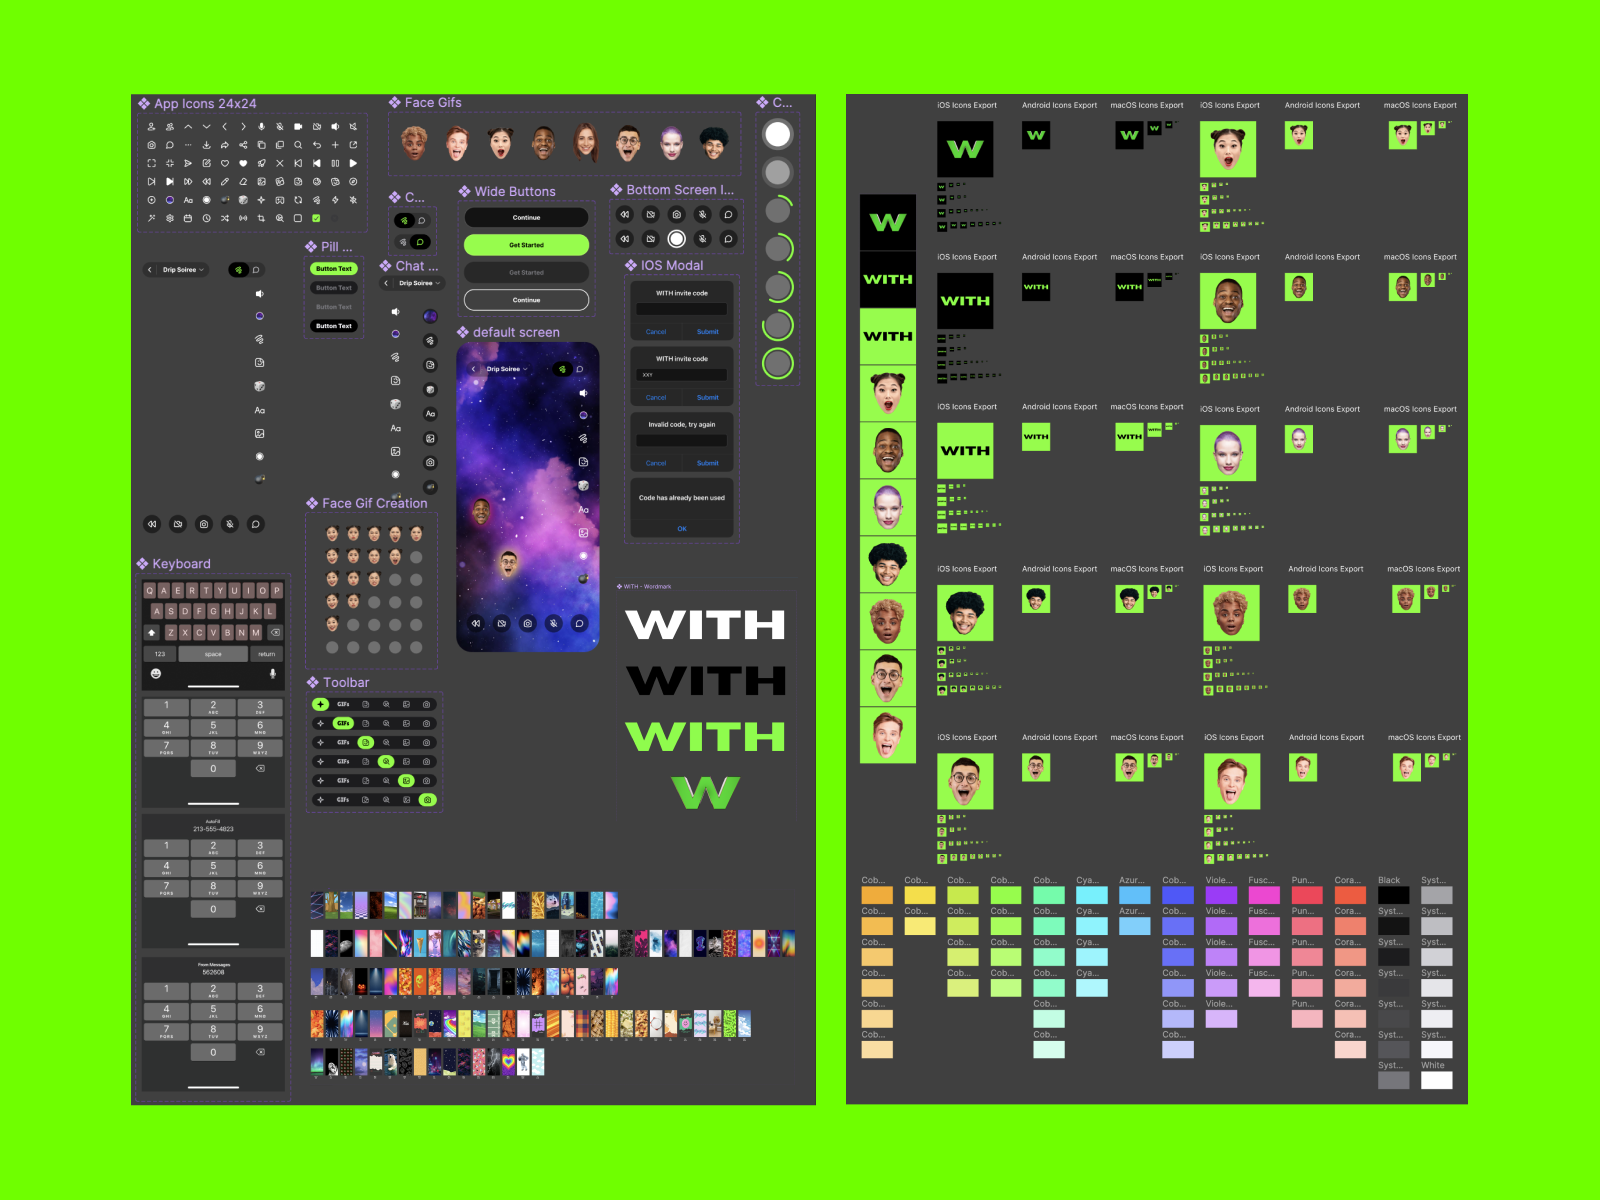 App Icons 24x24
Face Gifs
C...
C...
Wide Buttons
Continue
Get Started
Get Started
Continue
Bottom Screen I...
Pill ...
Button Text
Button Text
Button Text
Button Text
Drip Soiree
Aa
Chat ...
Drip Soiree
Aa
Aa
IOS Modal
WITH invite code
Cancel Submit
WITH invite code
XXY
Cancel Submit
Invalid code, try again
Cancel Submit
Code has already been used
OK
default screen
Drip Soiree
Aa
Face Gif Creation
Keyboard
Q A E R T Y U I O P
A S D F G H J K L
Z X C V B N M
123 space return
1 2 3
ABC DEF
4 5 6
GHI JKL MNO
7 8 9
PQRS TUV WXYZ
0
AutoFill
213-555-4823
1 2 3
ABC DEF
4 5 6
GHI JKL MNO
7 8 9
PQRS TUV WXYZ
0
From Messages
562608
1 2 3
ABC DEF
4 5 6
GHI JKL MNO
7 8 9
PQRS TUV WXYZ
0
Toolbar
GIFs
GIFs
GIFs
GIFs
GIFs
GIFs
WITH - Wordmark
WITH
WITH
WITH
W
W
WITH
WITH
iOS Icons Export Android Icons Export macOS Icons Export iOS Icons Export Android Icons Export macOS Icons Export
W W W
iOS Icons Export Android Icons Export macOS Icons Export iOS Icons Export Android Icons Export macOS Icons Export
WITH WITH WITH
iOS Icons Export Android Icons Export macOS Icons Export iOS Icons Export Android Icons Export macOS Icons Export
WITH WITH WITH
iOS Icons Export Android Icons Export macOS Icons Export iOS Icons Export Android Icons Export macOS Icons Export
iOS Icons Export Android Icons Export macOS Icons Export iOS Icons Export Android Icons Export macOS Icons Export
Cob... Cob... Cob... Cob... Cob... Cya... Azur... Cob... Viole... Fusc... Pun... Cora... Black Syst...
Cob... Cob... Cob... Cob... Cob... Cya... Azur... Cob... Viole... Fusc... Pun... Cora... Syst... Syst...
Cob... Cob... Cob... Cob... Cya... Cob... Viole... Fusc... Pun... Cora... Syst... Syst...
Cob... Cob... Cob... Cob... Cya... Cob... Viole... Fusc... Pun... Cora... Syst... Syst...
Cob... Cob... Cob... Viole... Pun... Cora... Syst... Syst...
Cob... Cob... Cob... Cora... Syst... Syst...
Syst... White